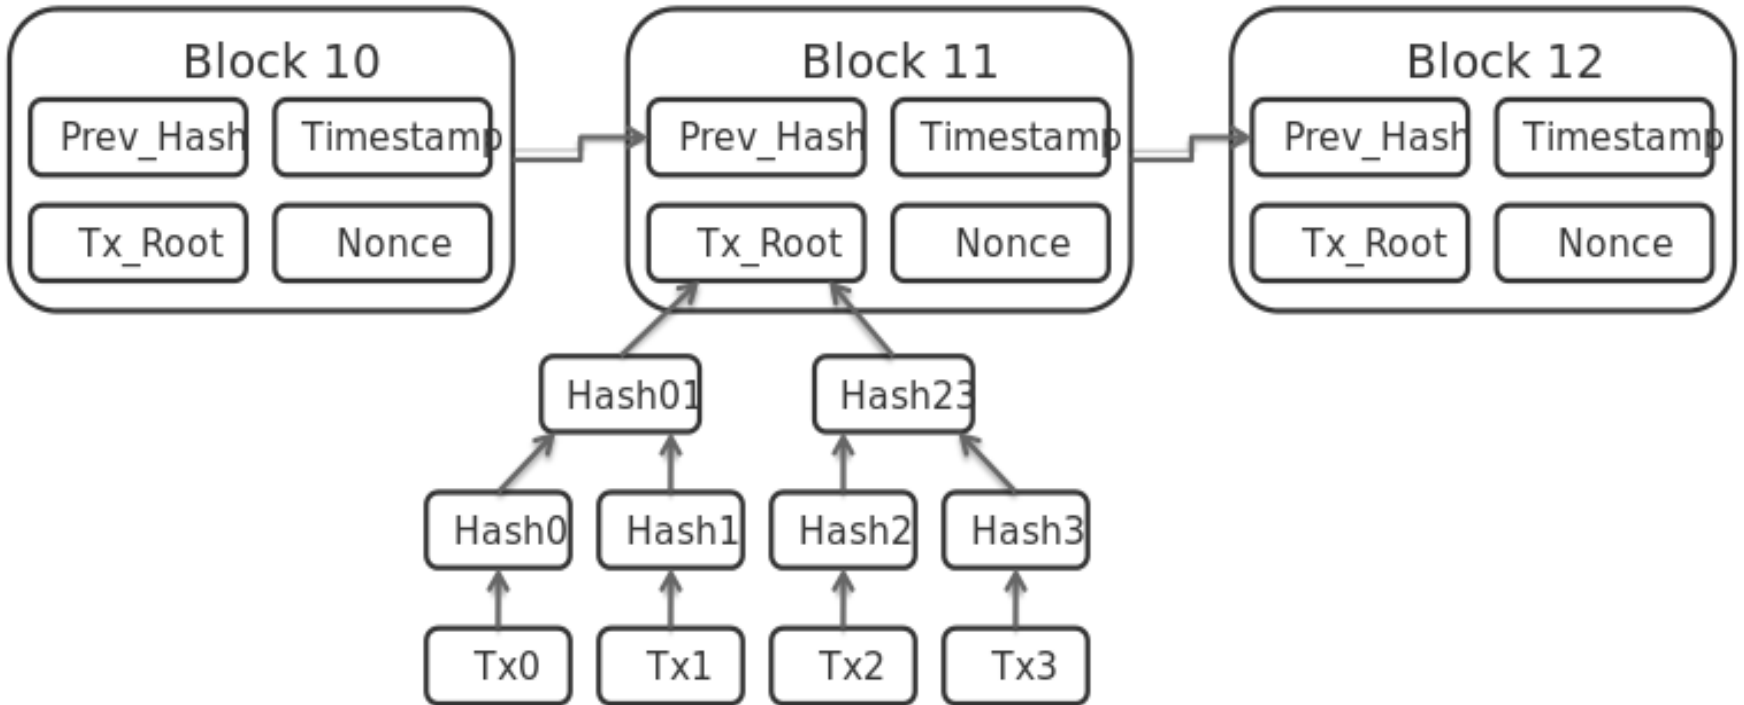 Block 10
Block 11
Block 12
Prev_Hash
Timestamp
Prev_Hash
Timestamp
Prev_Hash
Timestamp
Tx_Root
Nonce
Tx_Root
Nonce
Tx_Root
Nonce
Hash01
Hash23
Hash0
Hash1
Hash2
Hash3
Tx0
Tx1
Tx2
Tx3